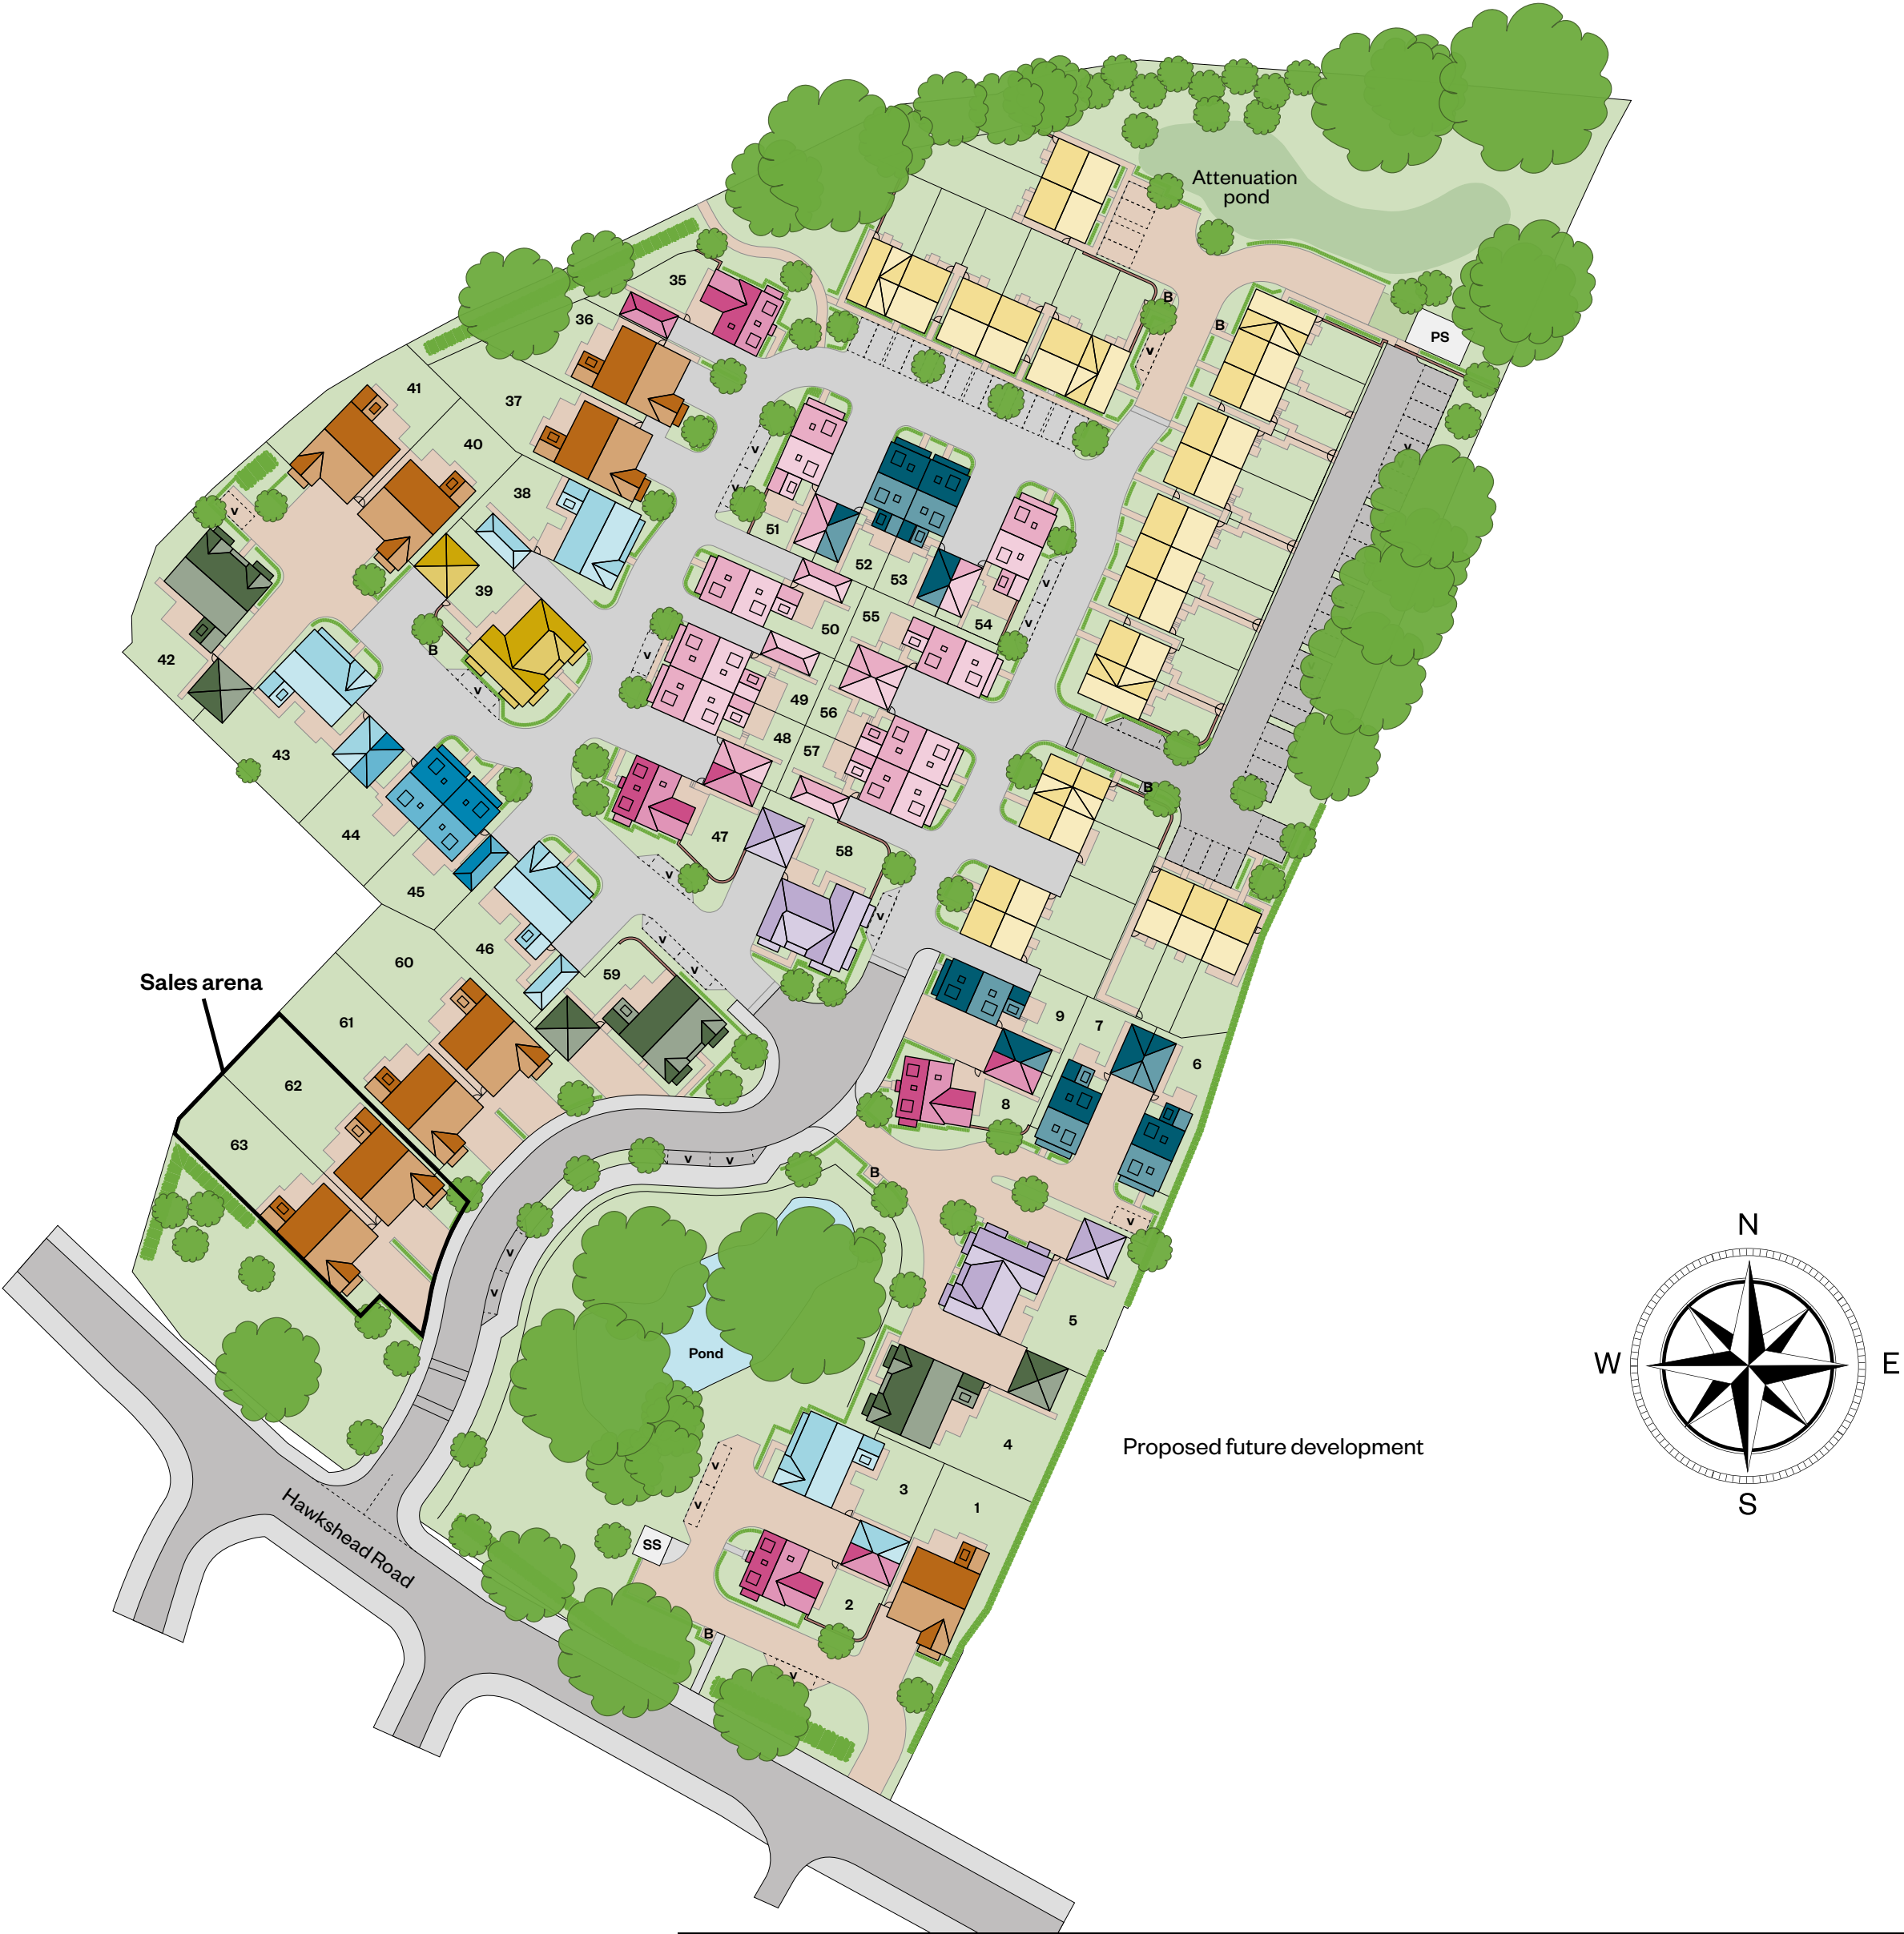 Attenuation
pond
35
B
36
B
PS
41
37
v
40
v
v
38
v
v
51
52
53
v
39
55
54
v
50
B
42
v
v
49
56
48
57
43
B
44
47
58
v
45
v
46
v
60
59
v
Sales arena
9
7
61
6
62
8
63
v
v
B
v
N
v
v
5
Pond
W
E
4
Proposed future development
v
3
1
v
S
Hawkshead Road
SS
2
B
v